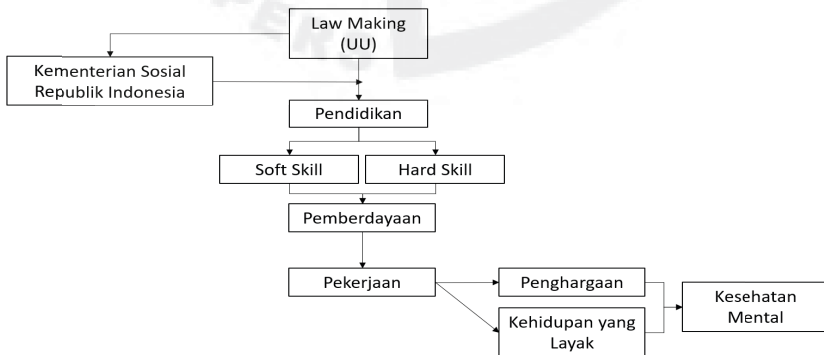 Law Making
(UU)
Kementerian Sosial
Republik Indonesia
Pendidikan
Soft Skill
Hard Skill
Pemberdayaan
Pekerjaan
Penghargaan
Kehidupan yang
Layak
Kesehatan
Mental